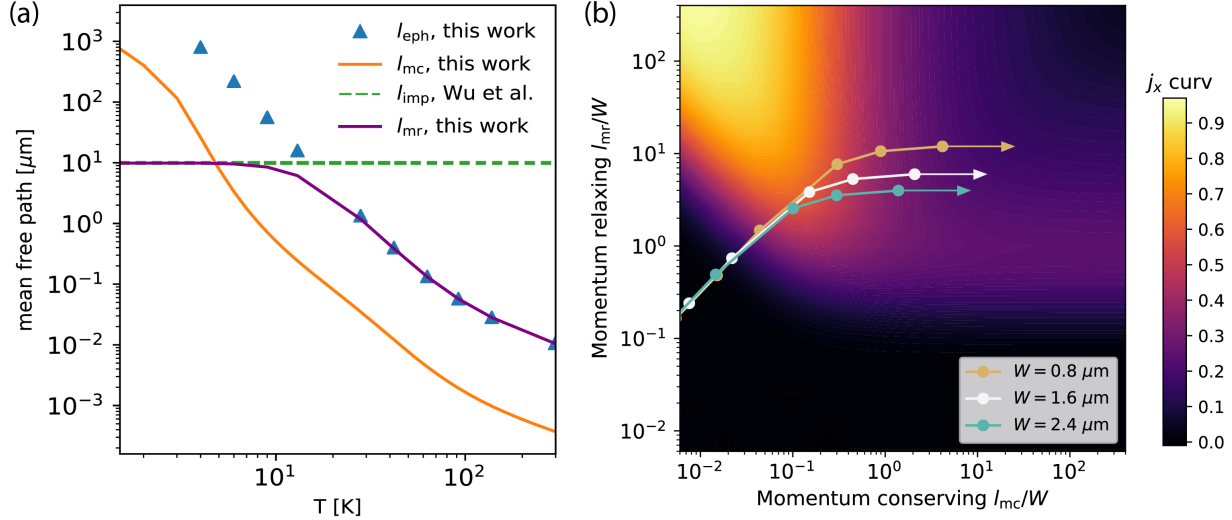 (a)
mean free path [μm]
10³
10²
10¹
10⁰
10⁻¹
10⁻²
10⁻³
10¹
10²
T [K]
l_eph, this work
l_mc, this work
l_imp, Wu et al.
l_mr, this work
(b)
Momentum relaxing l_mr/W
10²
10¹
10⁰
10⁻¹
10⁻²
10⁻²
10⁻¹
10⁰
10¹
10²
Momentum conserving l_mc/W
W = 0.8 μm
W = 1.6 μm
W = 2.4 μm
j_x curv
0.9
0.8
0.7
0.6
0.5
0.4
0.3
0.2
0.1
0.0